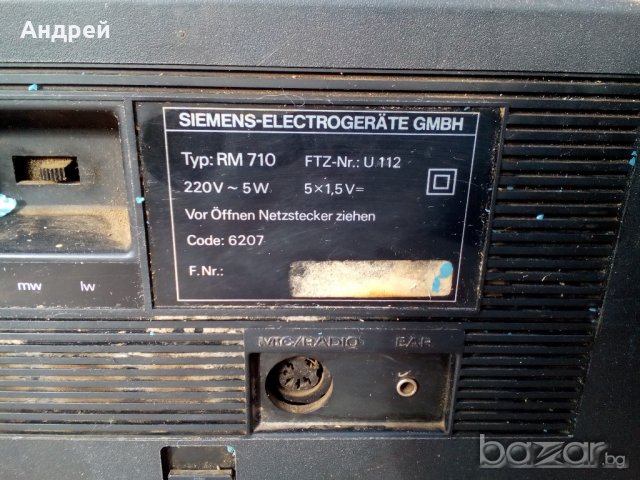 Андрей
SIEMENS-ELECTROGERÄTE GMBH
Typ: RM 710 FTZ-Nr.: U 112
220V ~ 5W 5×1,5V=
Vor Öffnen Netzstecker ziehen
Code: 6207
F.Nr.:
mw lw
MIC/RADIO EAR
bazar.bg